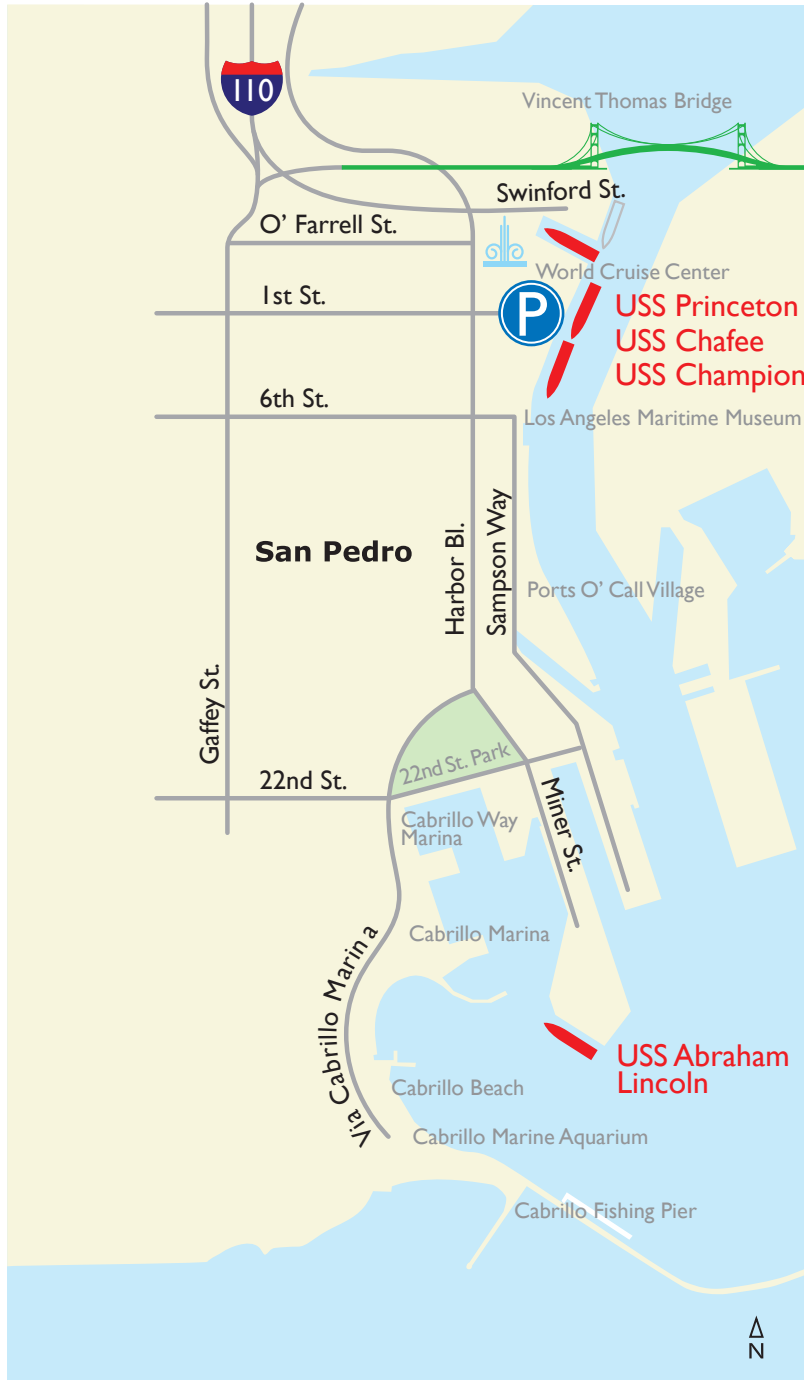 110
Vincent Thomas Bridge
Swinford St.
O' Farrell St.
World Cruise Center
1st St.
P
USS Princeton
USS Chafee
USS Champion
6th St.
Los Angeles Maritime Museum
San Pedro
Harbor Bl.
Sampson Way
Ports O' Call Village
Gaffey St.
22nd St. Park
22nd St.
Miner St.
Cabrillo Way
Marina
Cabrillo Marina
Via Cabrillo Marina
USS Abraham
Lincoln
Cabrillo Beach
Cabrillo Marine Aquarium
Cabrillo Fishing Pier
N